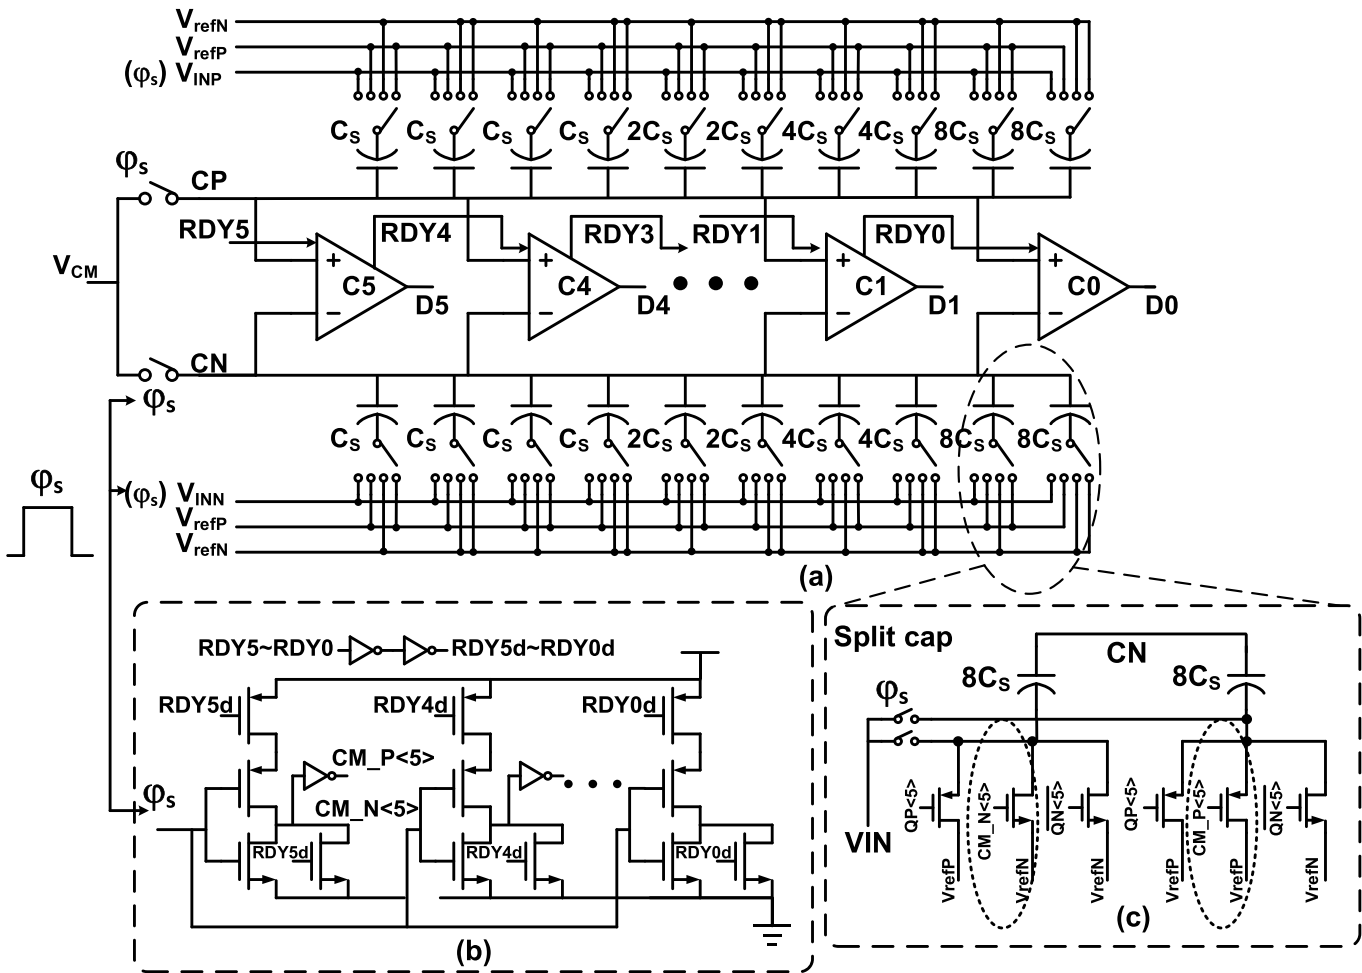 VrefN
VrefP
(φs) VINP
CS CS CS CS 2CS 2CS 4CS 4CS 8CS 8CS
φs
CP
RDY5 RDY4 RDY3 RDY1 RDY0
VCM
+ + + +
C5 C4 C1 C0
− − − −
D5 D4 D1 D0
CN
φs
CS CS CS CS 2CS 2CS 4CS 4CS 8CS 8CS
φs
(φs) VINN
VrefP
VrefN
(a)
RDY5~RDY0 RDY5d~RDY0d
RDY5d RDY4d RDY0d
CM_P<5>
φs
CM_N<5>
RDY5d RDY4d RDY0d
(b)
Split cap
CN
8CS 8CS
φs
VIN
QP<5> CM_N<5> QN<5> QP<5> CM_P<5> QN<5>
VrefP VrefN VrefN VrefP VrefP VrefN
(c)